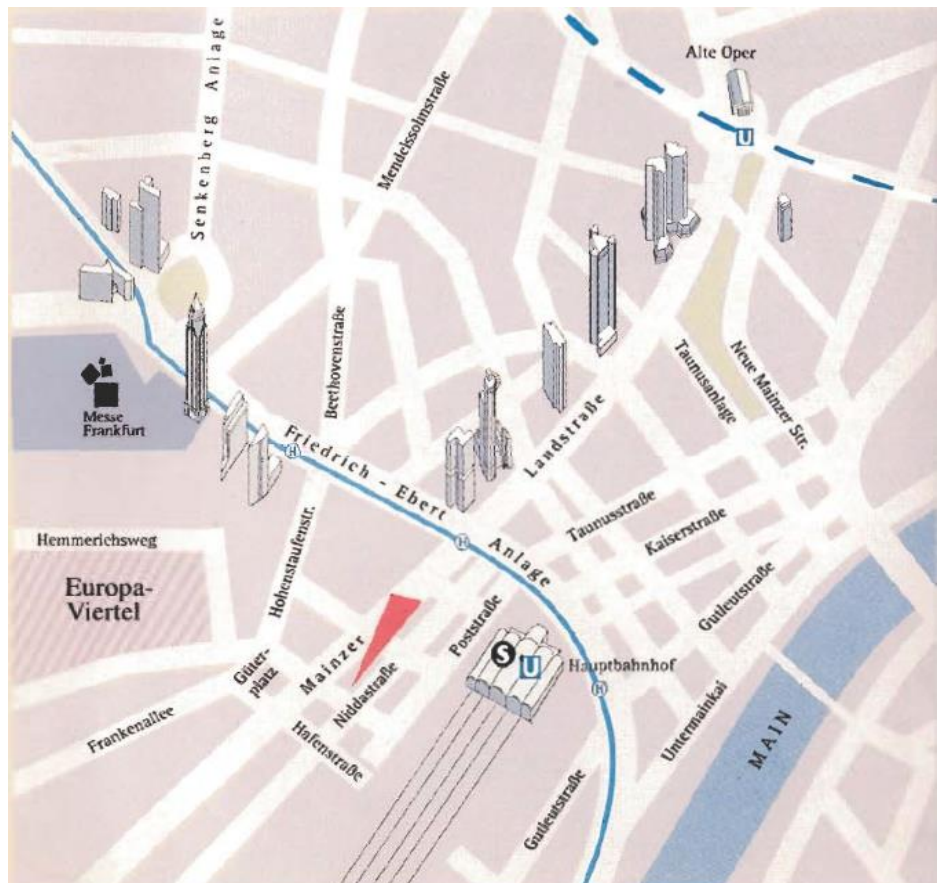 Alte Oper
U
Senkenberg Anlage
Mendelssohnstraße
Messe
Frankfurt
Beethovenstraße
Taunusanlage
Neue Mainzer Str.
Landstraße
Friedrich - Ebert
Anlage
H
H
Taunusstraße
Kaiserstraße
Hemmerichsweg
Europa-
Viertel
Hohenstaufenstr.
Gutleutstraße
Mainzer
Poststraße
S
U
Hauptbahnhof
H
Güter-
platz
Niddastraße
Frankenallee
Hafenstraße
Untermainkai
MAIN
Gutleutstraße